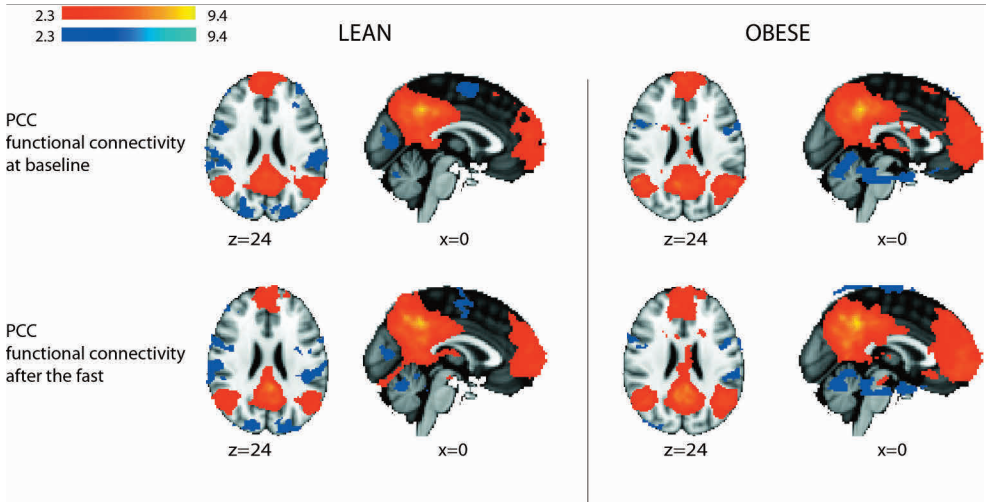 2.3 9.4
2.3 9.4
LEAN OBESE
PCC
functional connectivity
at baseline
z=24 x=0 z=24 x=0
PCC
functional connectivity
after the fast
z=24 x=0 z=24 x=0